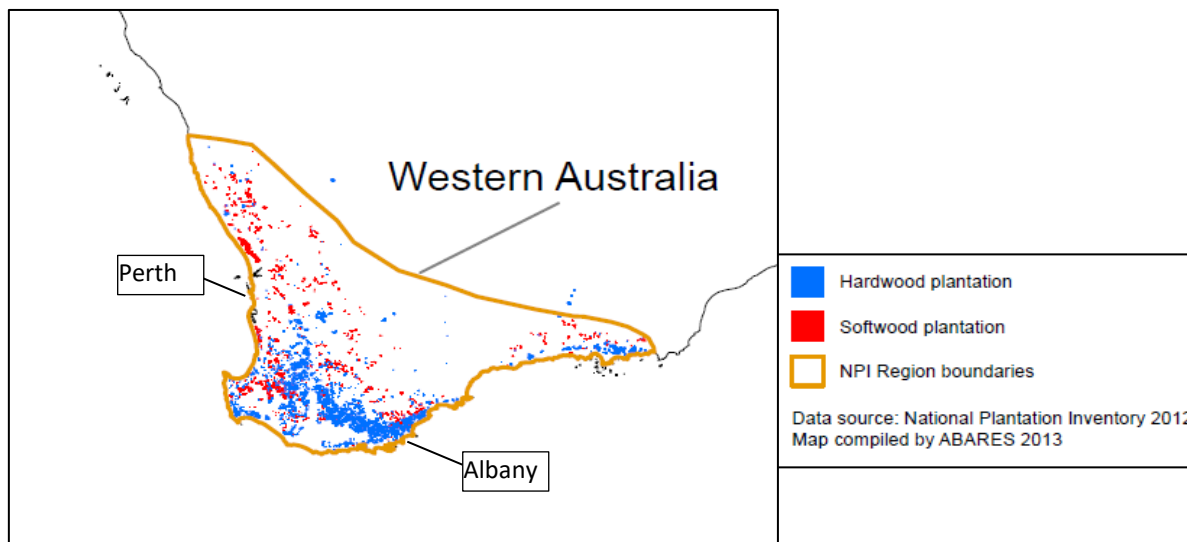 Western Australia
Perth
Albany
Hardwood plantation
Softwood plantation
NPI Region boundaries
Data source: National Plantation Inventory 2012
Map compiled by ABARES 2013